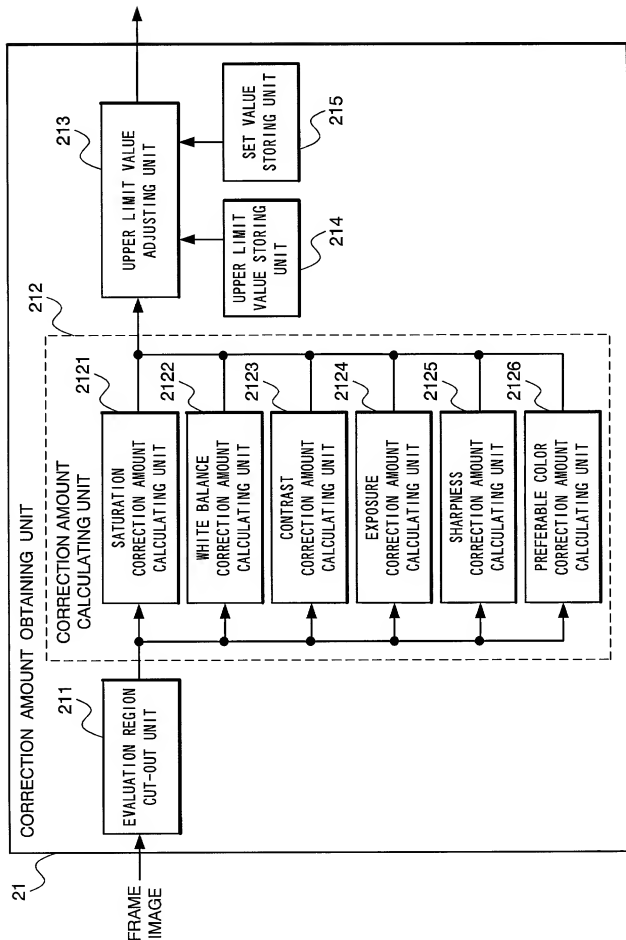 CORRECTION AMOUNT OBTAINING UNIT
21
FRAME
IMAGE
211
EVALUATION REGION
CUT-OUT UNIT
212
CORRECTION AMOUNT
CALCULATING UNIT
2121
SATURATION
CORRECTION AMOUNT
CALCULATING UNIT
2122
WHITE BALANCE
CORRECTION AMOUNT
CALCULATING UNIT
2123
CONTRAST
CORRECTION AMOUNT
CALCULATING UNIT
2124
EXPOSURE
CORRECTION AMOUNT
CALCULATING UNIT
2125
SHARPNESS
CORRECTION AMOUNT
CALCULATING UNIT
2126
PREFERABLE COLOR
CORRECTION AMOUNT
CALCULATING UNIT
213
UPPER LIMIT VALUE
ADJUSTING UNIT
UPPER LIMIT
VALUE STORING
UNIT
214
SET VALUE
STORING UNIT
215